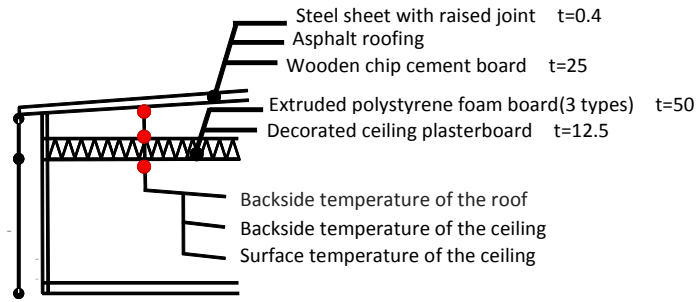 Steel sheet with raised joint t=0.4
Asphalt roofing
Wooden chip cement board t=25
Extruded polystyrene foam board(3 types) t=50
Decorated ceiling plasterboard t=12.5
Backside temperature of the roof
Backside temperature of the ceiling
Surface temperature of the ceiling